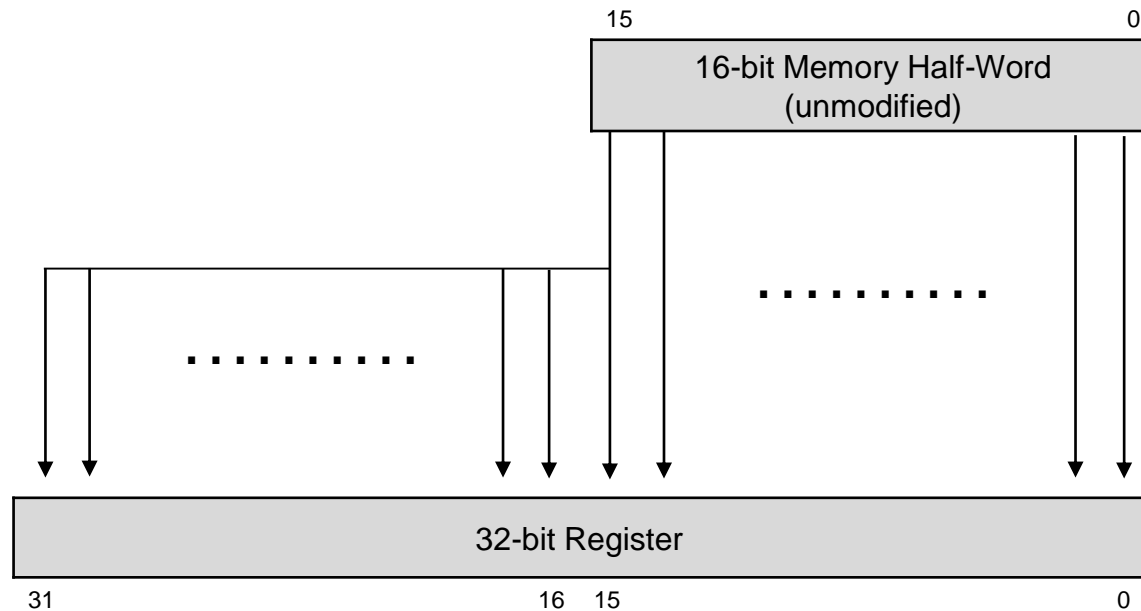 15 0
16-bit Memory Half-Word
(unmodified)
32-bit Register
31 16 15 0